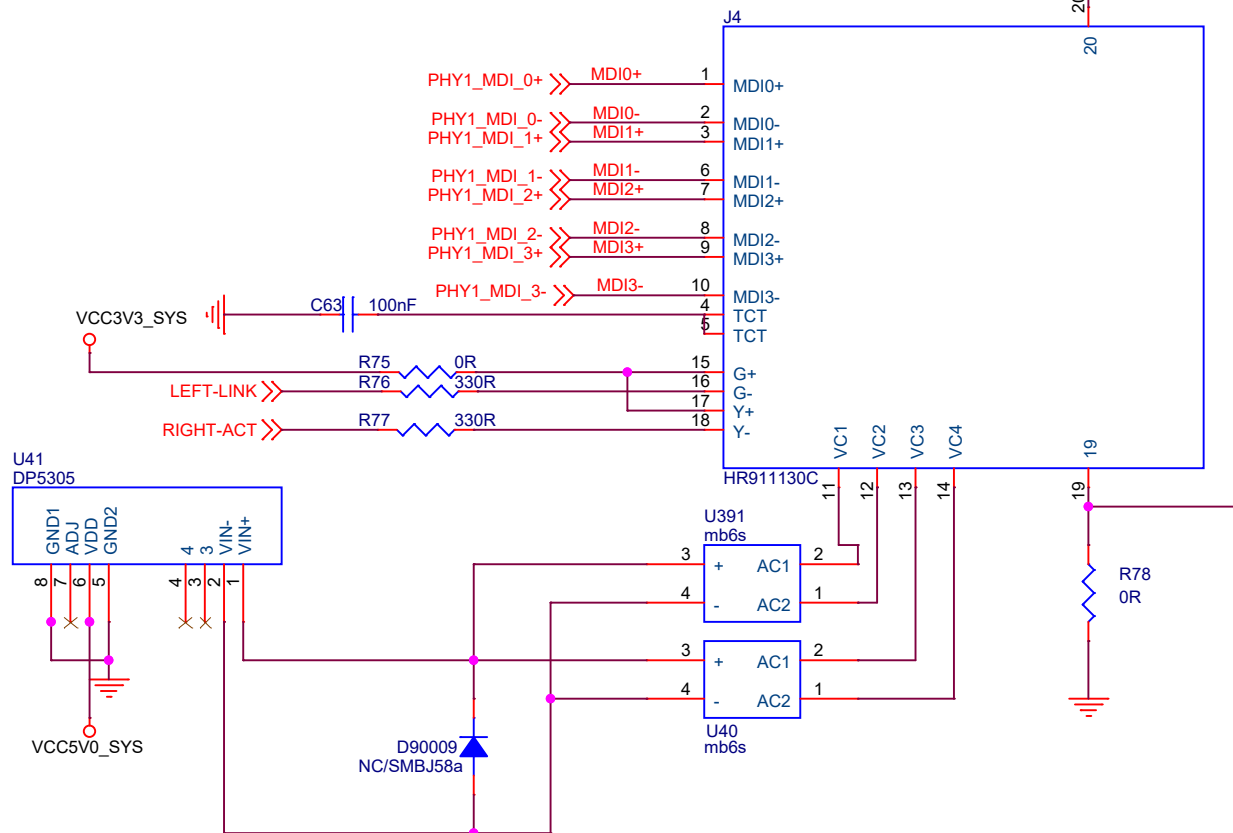 20
J4
20
PHY1_MDI_0+ MDI0+ 1 MDI0+
PHY1_MDI_0- MDI0- 2 MDI0-
PHY1_MDI_1+ MDI1+ 3 MDI1+
PHY1_MDI_1- MDI1- 6 MDI1-
PHY1_MDI_2+ MDI2+ 7 MDI2+
PHY1_MDI_2- MDI2- 8 MDI2-
PHY1_MDI_3+ MDI3+ 9 MDI3+
PHY1_MDI_3- MDI3- 10 MDI3-
C63 100nF 4 TCT
5 TCT
VCC3V3_SYS
R75 0R 15 G+
LEFT-LINK R76 330R 16 G-
17 Y+
RIGHT-ACT R77 330R 18 Y-
VC1 VC2 VC3 VC4 19
HR911130C
11 12 13 14 19
U41
DP5305
GND1 ADJ VDD GND2 4 3 VIN- VIN+
8 7 6 5 4 3 2 1
U391
mb6s
3 + AC1 2
4 - AC2 1
3 + AC1 2
4 - AC2 1
U40
mb6s
R78
0R
VCC5V0_SYS
D90009
NC/SMBJ58a